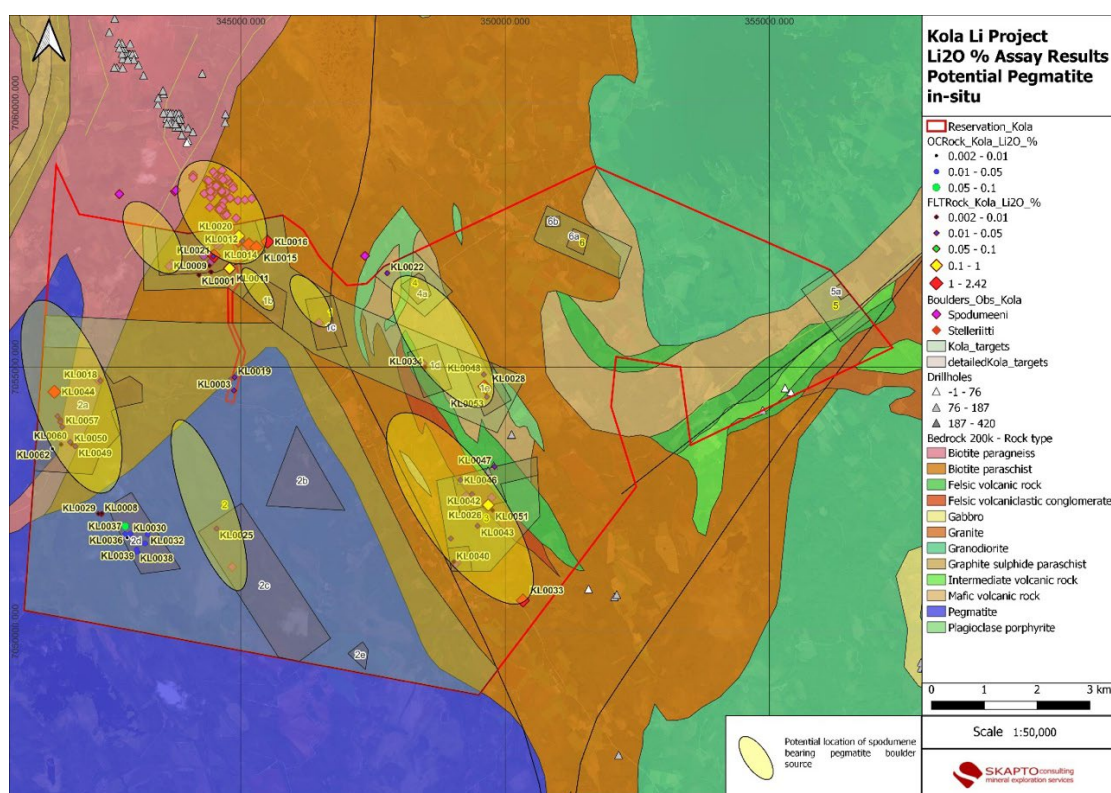 345000.000
350000.000
355000.000
7060000.000
7055000.000
7050000.000
KL0020
KL0012
KL0016
KL0021
KL0014
KL0015
KL0009
KL0001
KL0011
KL0022
6b
6a
6
4
4a
1b
1
1c
5a
5
KL0019
KL0003
KL0018
KL0044
2a
KL0057
KL0060
KL0050
KL0062
KL0049
KL0034
1d
KL0048
KL0028
1e
KL0053
KL0047
KL0046
KL0042
KL0026
3
KL0051
KL0043
KL0040
KL0033
2b
2
KL0025
2c
2e
KL0029
KL0008
KL0037
KL0030
KL0036
2d
KL0032
KL0039
KL0038
Potential location of spodumene
bearing pegmatite boulder
source
Kola Li Project
Li2O % Assay Results
Potential Pegmatite
in-situ
Reservation_Kola
OCRock_Kola_Li2O_%
0.002 - 0.01
0.01 - 0.05
0.05 - 0.1
FLTRock_Kola_Li2O_%
0.002 - 0.01
0.01 - 0.05
0.05 - 0.1
0.1 - 1
1 - 2.42
Boulders_Obs_Kola
Spodumeeni
Stelleriitti
Kola_targets
detailedKola_targets
Drillholes
-1 - 76
76 - 187
187 - 420
Bedrock 200k - Rock type
Biotite paragneiss
Biotite paraschist
Felsic volcanic rock
Felsic volcaniclastic conglomerate
Gabbro
Granite
Granodiorite
Graphite sulphide paraschist
Intermediate volcanic rock
Mafic volcanic rock
Pegmatite
Plagioclase porphyrite
0 1 2 3 km
Scale 1:50,000
SKAPTO consulting
mineral exploration services